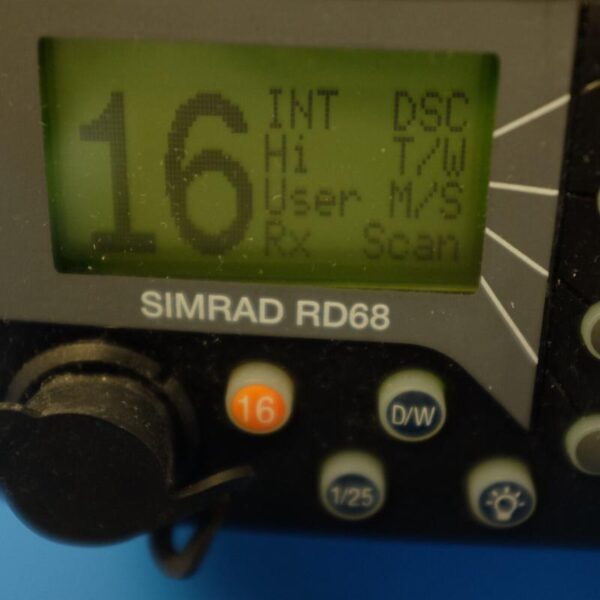 16
INT DSC
Hi T/W
User M/S
Rx Scan
SIMRAD RD68
16
D/W
1/25